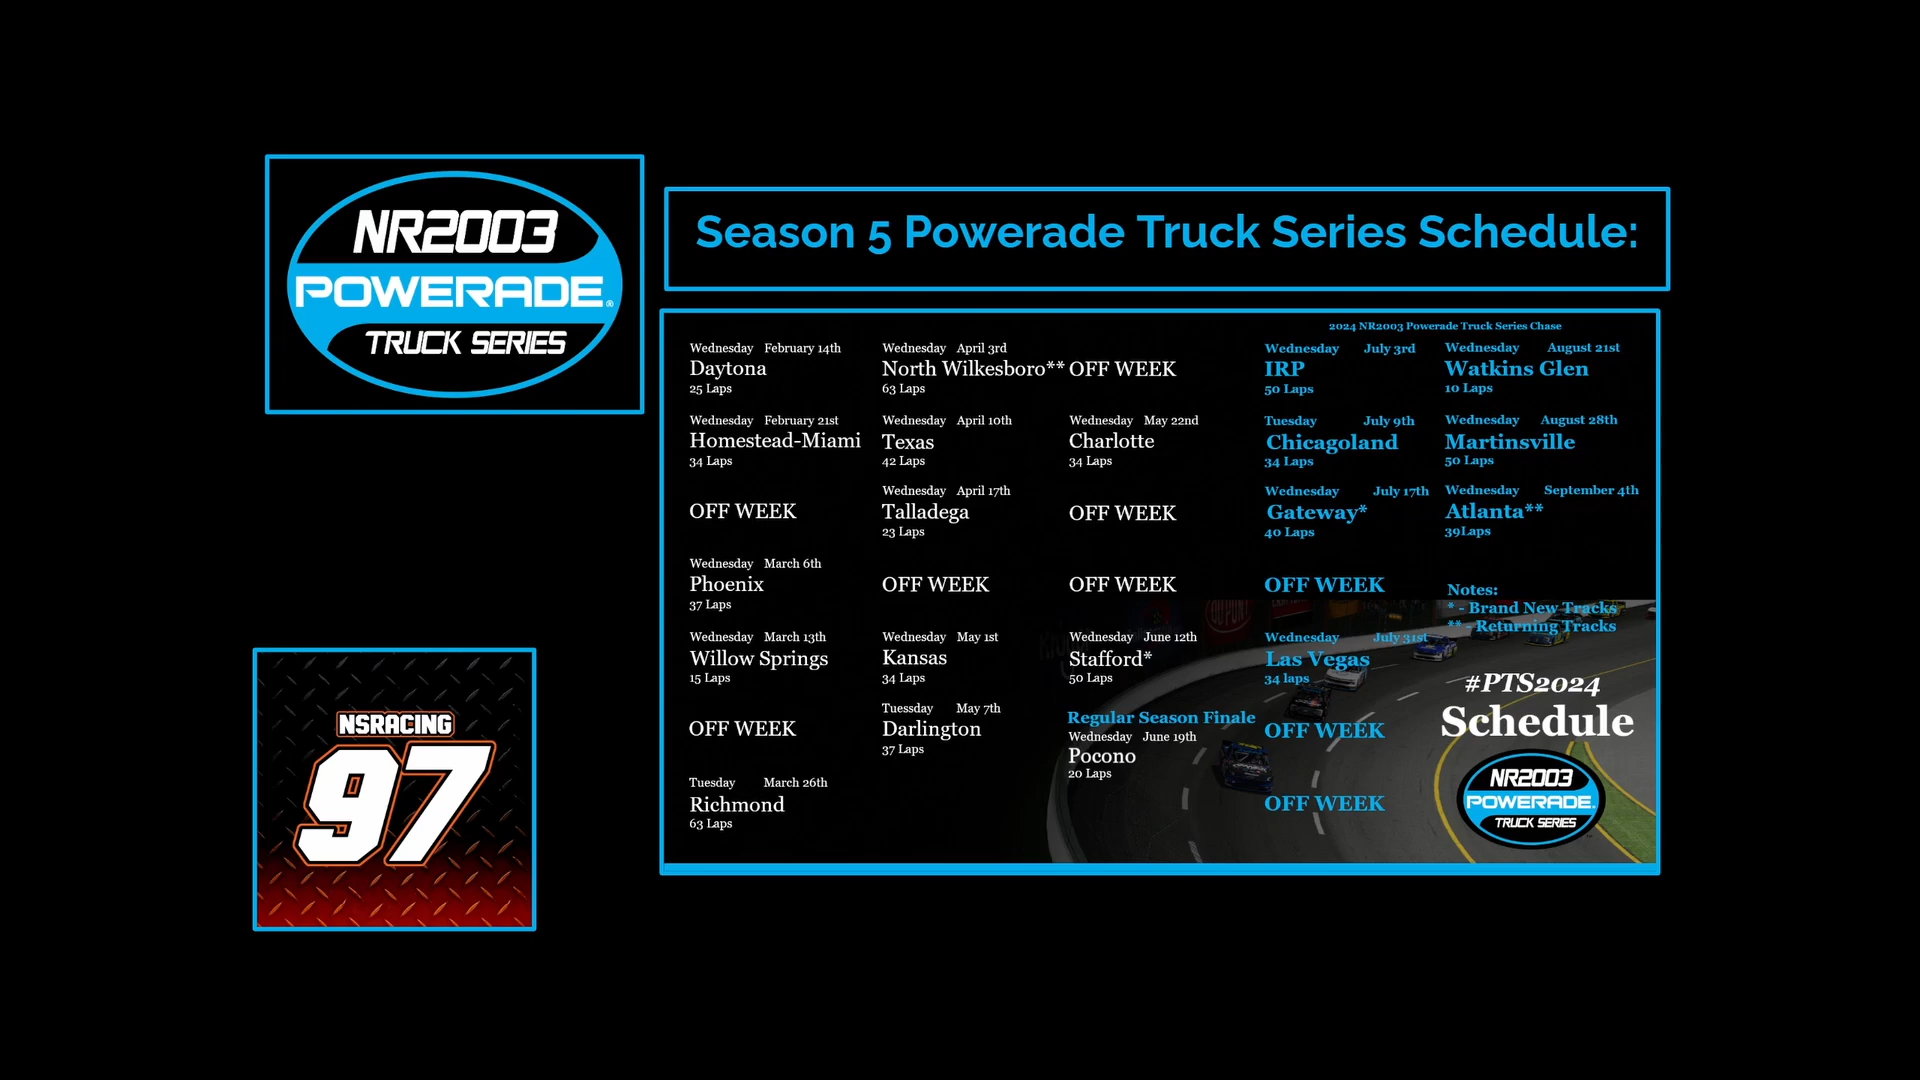 NR2003
POWERADE®
TRUCK SERIES
Season 5 Powerade Truck Series Schedule:
Wednesday February 14th
Daytona
25 Laps
Wednesday February 21st
Homestead-Miami
34 Laps
OFF WEEK
Wednesday March 6th
Phoenix
37 Laps
Wednesday March 13th
Willow Springs
15 Laps
OFF WEEK
Tuesday March 26th
Richmond
63 Laps
Wednesday April 3rd
North Wilkesboro**
63 Laps
Wednesday April 10th
Texas
42 Laps
Wednesday April 17th
Talladega
23 Laps
OFF WEEK
Wednesday May 1st
Kansas
34 Laps
Tuessday May 7th
Darlington
37 Laps
OFF WEEK
Wednesday May 22nd
Charlotte
34 Laps
OFF WEEK
OFF WEEK
Wednesday June 12th
Stafford*
50 Laps
Regular Season Finale
Wednesday June 19th
Pocono
20 Laps
2024 NR2003 Powerade Truck Series Chase
Wednesday July 3rd
IRP
50 Laps
Tuesday July 9th
Chicagoland
34 Laps
Wednesday July 17th
Gateway*
40 Laps
OFF WEEK
Wednesday July 31st
Las Vegas
34 laps
OFF WEEK
OFF WEEK
Wednesday August 21st
Watkins Glen
10 Laps
Wednesday August 28th
Martinsville
50 Laps
Wednesday September 4th
Atlanta**
39Laps
Notes:
* - Brand New Tracks
** - Returning Tracks
#PTS2024
Schedule
NR2003
POWERADE
TRUCK SERIES
DUPONT
NSRACING
97